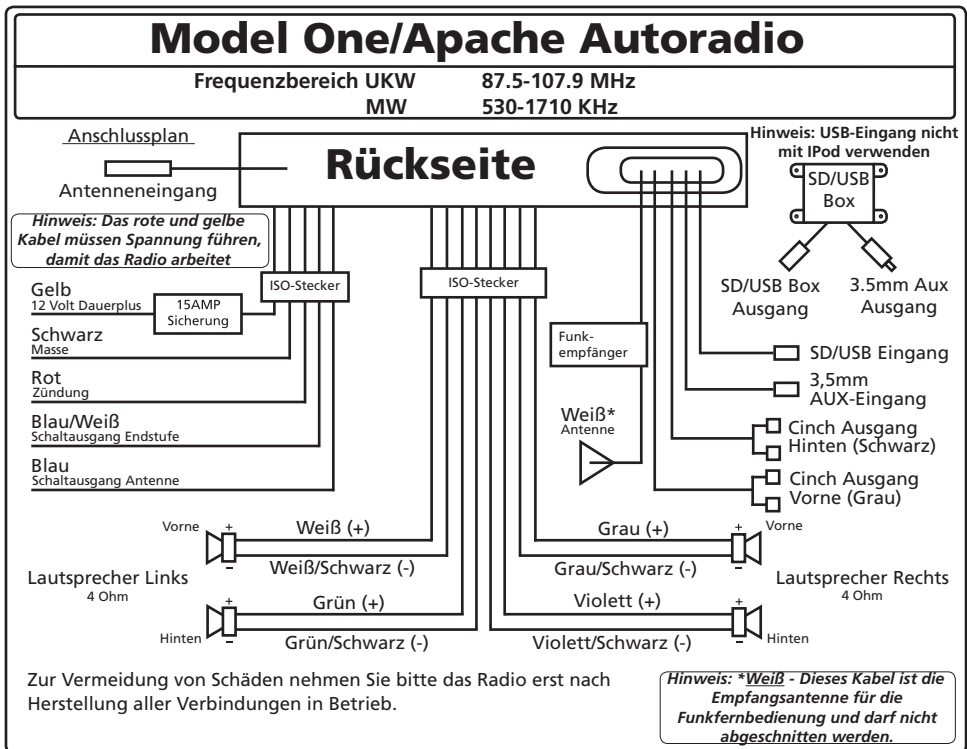 Model One/Apache Autoradio
Frequenzbereich UKW 87.5-107.9 MHz
MW 530-1710 KHz
Anschlussplan
Antenneneingang
Rückseite
Hinweis: USB-Eingang nicht
mit IPod verwenden
SD/USB
Box
SD/USB Box
Ausgang
3.5mm Aux
Ausgang
Hinweis: Das rote und gelbe
Kabel müssen Spannung führen,
damit das Radio arbeitet
ISO-Stecker
ISO-Stecker
Gelb
12 Volt Dauerplus
15AMP
Sicherung
Schwarz
Masse
Rot
Zündung
Blau/Weiß
Schaltausgang Endstufe
Blau
Schaltausgang Antenne
Funk-
empfänger
Weiß*
Antenne
SD/USB Eingang
3,5mm
AUX-Eingang
Cinch Ausgang
Hinten (Schwarz)
Cinch Ausgang
Vorne (Grau)
Vorne
+
-
Weiß (+)
Weiß/Schwarz (-)
Grau (+)
Grau/Schwarz (-)
+
-
Vorne
Lautsprecher Links
4 Ohm
Lautsprecher Rechts
4 Ohm
Hinten
+
-
Grün (+)
Grün/Schwarz (-)
Violett (+)
Violett/Schwarz (-)
+
-
Hinten
Zur Vermeidung von Schäden nehmen Sie bitte das Radio erst nach
Herstellung aller Verbindungen in Betrieb.
Hinweis: *Weiß - Dieses Kabel ist die
Empfangsantenne für die
Funkfernbedienung und darf nicht
abgeschnitten werden.